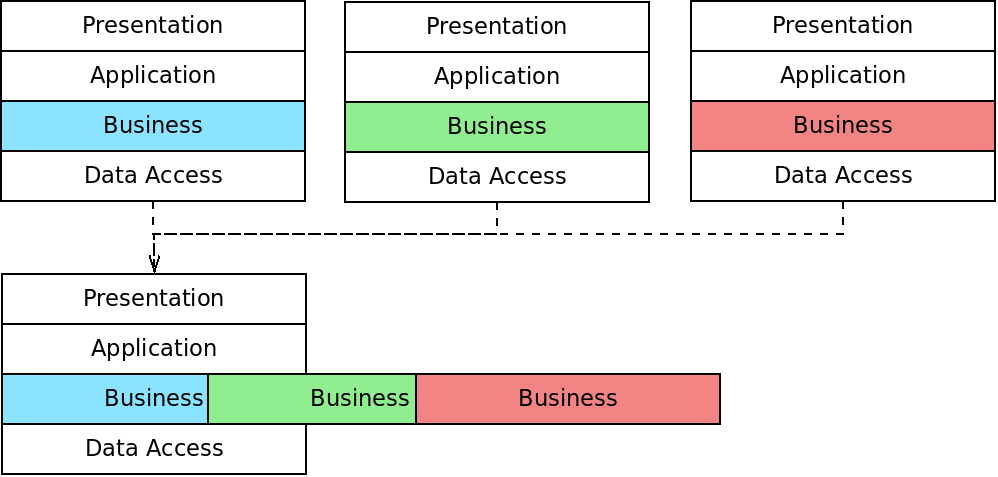 Presentation Presentation Presentation
Application Application Application
Business Business Business
Data Access Data Access Data Access
Presentation
Application
Business Business Business
Data Access